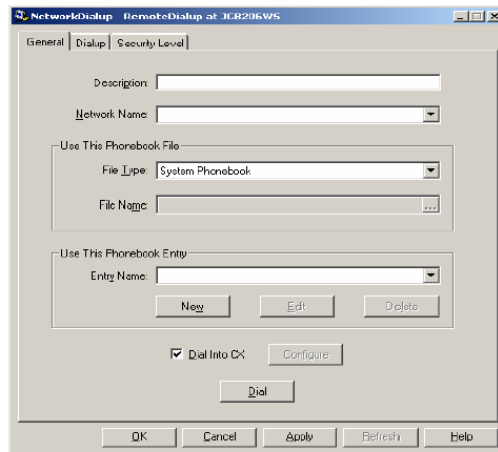 NetworkDialup RemoteDialup at JCB206WS
General Dialup Security Level
Description:
Network Name:
Use This Phonebook File
File Type: System Phonebook
File Name: ...
Use This Phonebook Entry
Entry Name:
New Edit Delete
Dial Into CX Configure
Dial
OK Cancel Apply Refresh Help